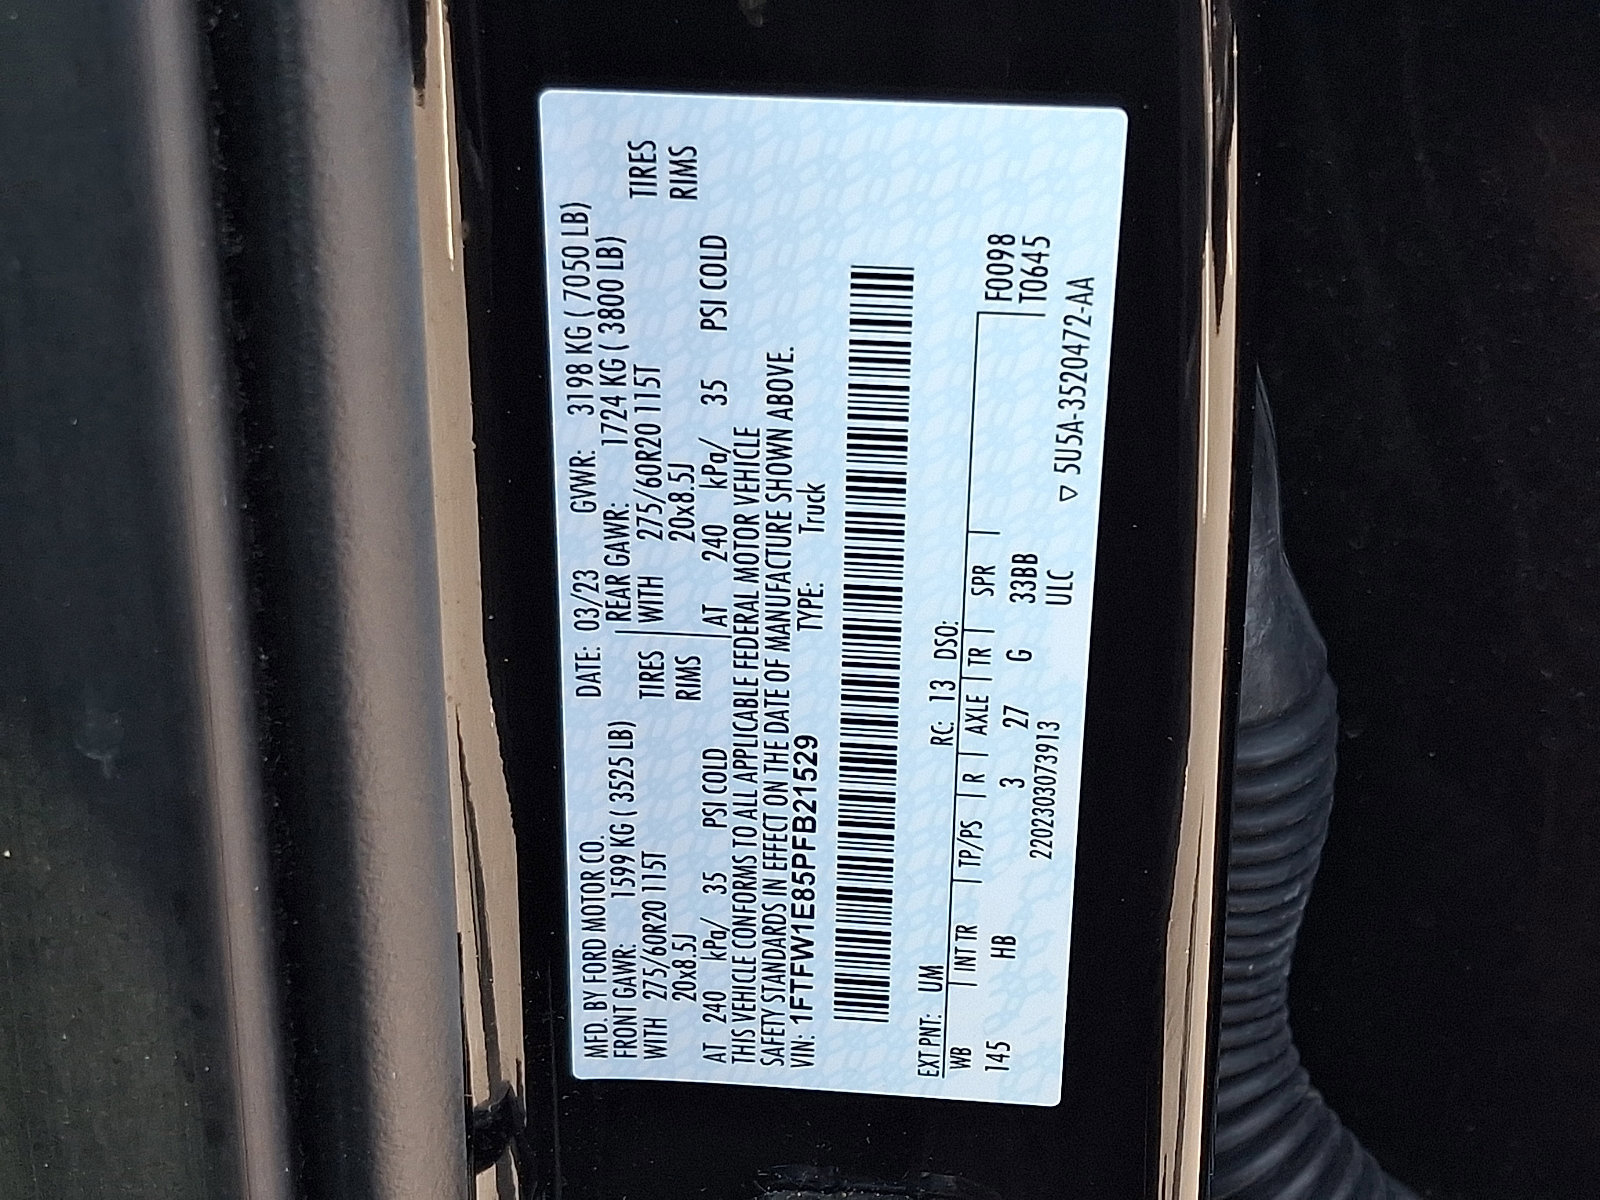 MFD. BY FORD MOTOR CO. DATE: 03/23 GVWR: 3198 KG ( 7050 LB)
FRONT GAWR: 1599 KG ( 3525 LB) REAR GAWR: 1724 KG ( 3800 LB)
WITH 275/60R20 115T TIRES WITH 275/60R20 115T TIRES
20x8.5J RIMS 20x8.5J RIMS
AT 240 kPa/ 35 PSI COLD AT 240 kPa/ 35 PSI COLD
THIS VEHICLE CONFORMS TO ALL APPLICABLE FEDERAL MOTOR VEHICLE
SAFETY STANDARDS IN EFFECT ON THE DATE OF MANUFACTURE SHOWN ABOVE.
VIN: 1FTFW1E85PFB21529 TYPE: Truck
EXT PNT: UM RC: 13 DSO:
WB | INT TR | TP/PS | R | AXLE | TR | SPR |
145 HB 3 27 G 33BB F0098
2202303073913 ULC T0645
▽ 5U5A-3520472-AA